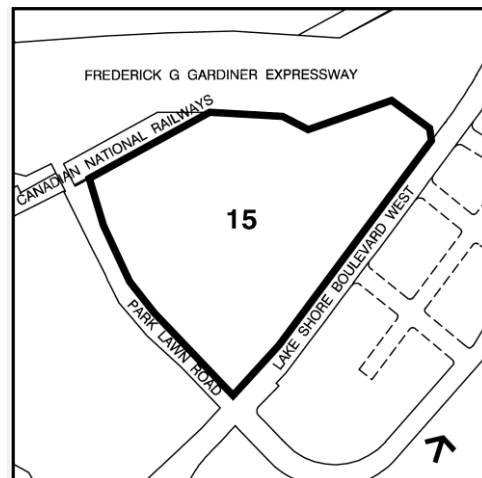 FREDERICK G GARDINER EXPRESSWAY
CANADIAN NATIONAL RAILWAYS
15
LAKE SHORE BOULEVARD WEST
PARK LAWN ROAD